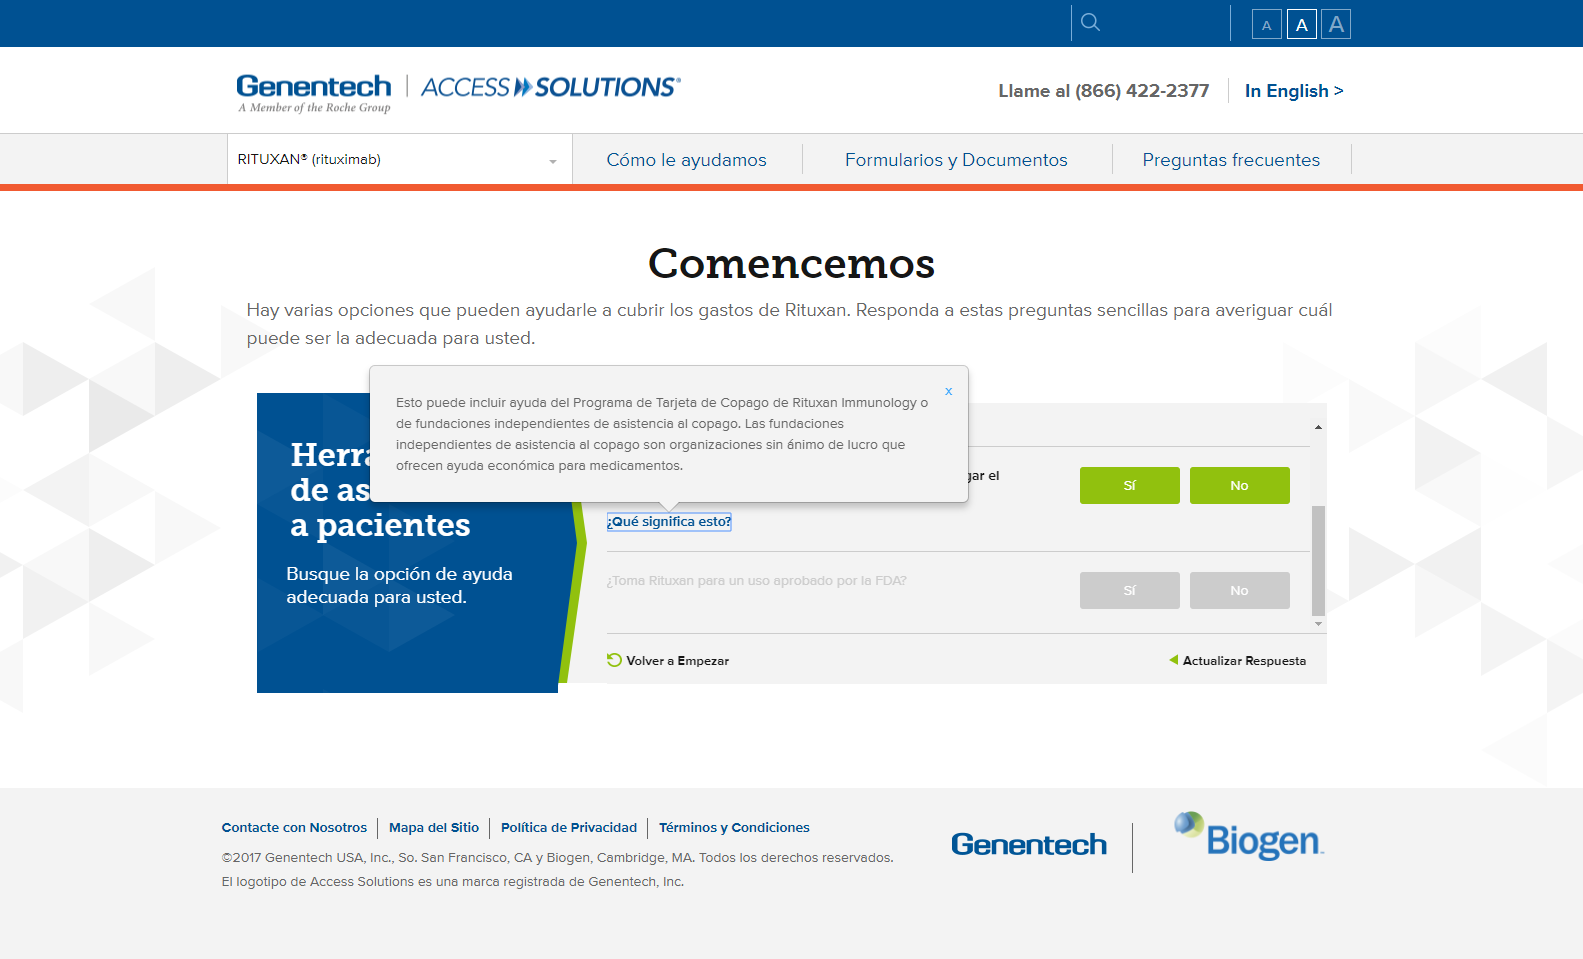 A A A
Genentech | ACCESS SOLUTIONS®
A Member of the Roche Group
Llame al (866) 422-2377
In English >
RITUXAN® (rituximab)
Cómo le ayudamos
Formularios y Documentos
Preguntas frecuentes
Comencemos
Hay varias opciones que pueden ayudarle a cubrir los gastos de Rituxan. Responda a estas preguntas sencillas para averiguar cuál
puede ser la adecuada para usted.
x
Esto puede incluir ayuda del Programa de Tarjeta de Copago de Rituxan Immunology o
de fundaciones independientes de asistencia al copago. Las fundaciones
independientes de asistencia al copago son organizaciones sin ánimo de lucro que
ofrecen ayuda económica para medicamentos.
de as
a pacientes
Busque la opción de ayuda
adecuada para usted.
el
Sí
No
¿Qué significa esto?
¿Toma Rituxan para un uso aprobado por la FDA?
Sí
No
Volver a Empezar
Actualizar Respuesta
Contacte con Nosotros
Mapa del Sitio
Política de Privacidad
Términos y Condiciones
©2017 Genentech USA, Inc., So. San Francisco, CA y Biogen, Cambridge, MA. Todos los derechos reservados.
El logotipo de Access Solutions es una marca registrada de Genentech, Inc.
Genentech
Biogen